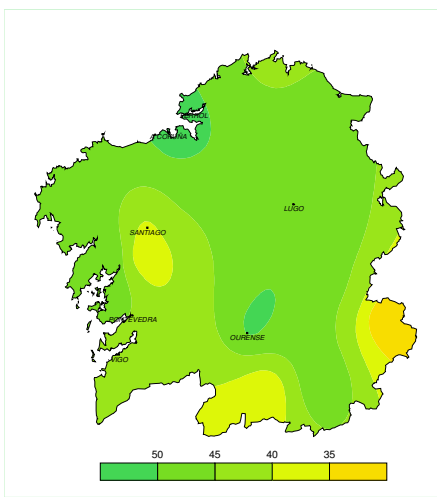 FERROL
A CORUÑA
LUGO
SANTIAGO
PONTEVEDRA
OURENSE
VIGO
50 45 40 35